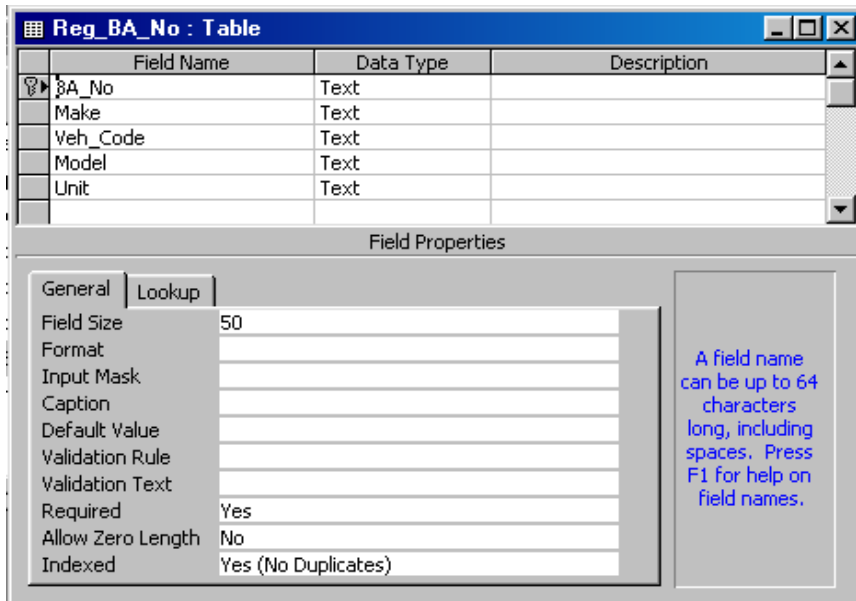 Reg_BA_No : Table
Field Name Data Type Description
BA_No Text
Make Text
Veh_Code Text
Model Text
Unit Text
Field Properties
General Lookup
Field Size 50
Format
Input Mask
Caption
Default Value
Validation Rule
Validation Text
Required Yes
Allow Zero Length No
Indexed Yes (No Duplicates)
A field name
can be up to 64
characters
long, including
spaces. Press
F1 for help on
field names.